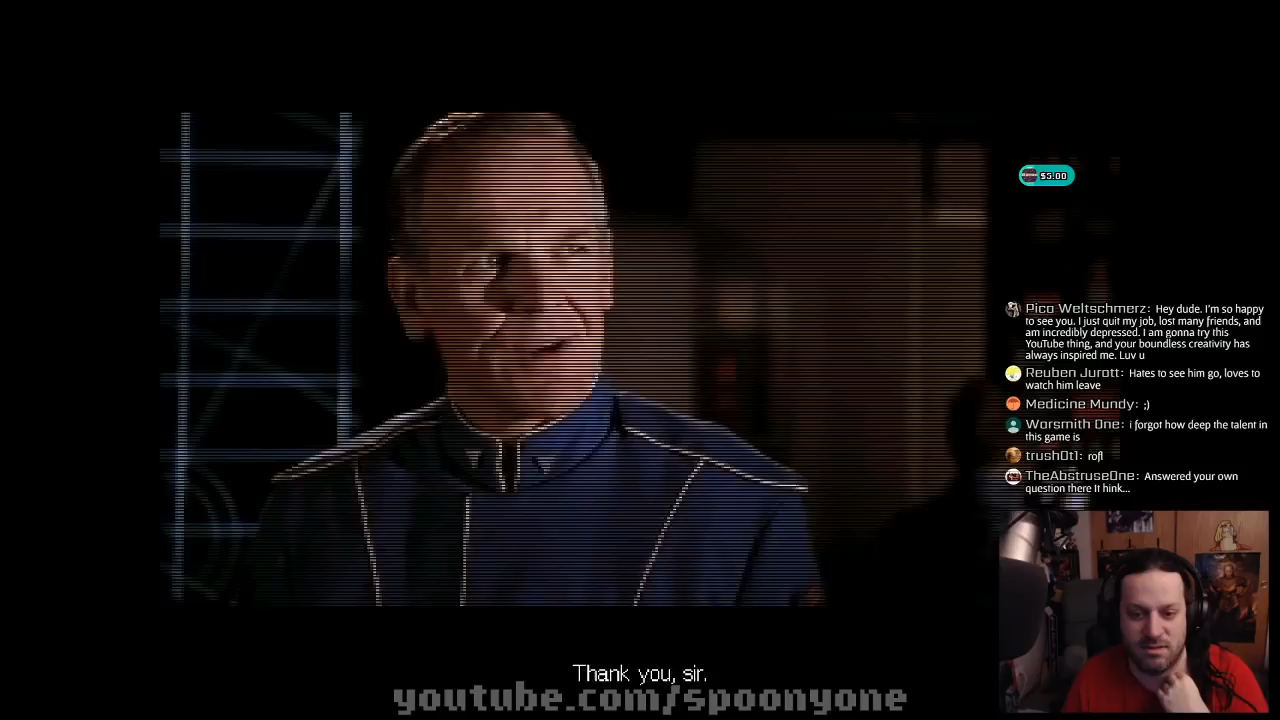 $5.00
Pico Weltschmerz: Hey dude. I'm so happy
to see you. I just quit my job, lost many friends, and
am incredibly depressed. I am gonna try this
YouTube thing, and your boundless creativity has
always inspired me. Luv u
Reuben Jurott: Hates to see him go, loves to
watch him leave
Medicine Mundy: ;)
Warsmith One: i forgot how deep the talent in
this game is
trush0t1: rofl
TheAbstruseOne: Answered your own
question there It hink...
Thank you, sir.
youtube.com/spoonyone